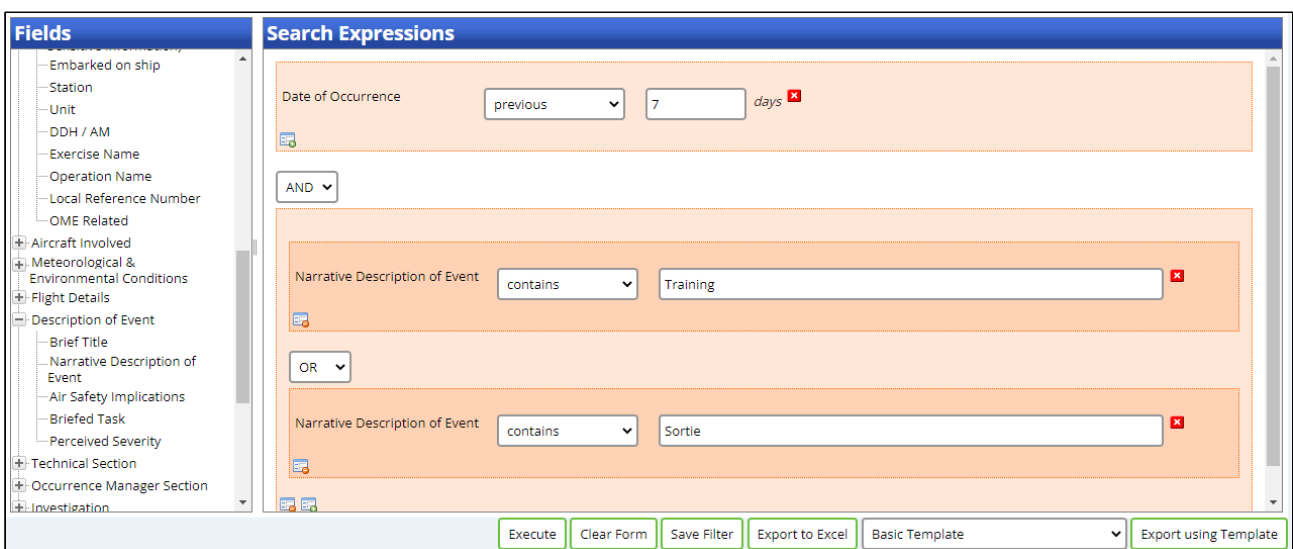 Fields
Embarked on ship
Station
Unit
DDH / AM
Exercise Name
Operation Name
Local Reference Number
OME Related
Aircraft Involved
Meteorological &
Environmental Conditions
Flight Details
Description of Event
Brief Title
Narrative Description of
Event
Air Safety Implications
Briefed Task
Perceived Severity
Technical Section
Occurrence Manager Section
Investigation
Search Expressions
Date of Occurrence previous 7 days
AND
Narrative Description of Event contains Training
OR
Narrative Description of Event contains Sortie
Execute Clear Form Save Filter Export to Excel Basic Template Export using Template